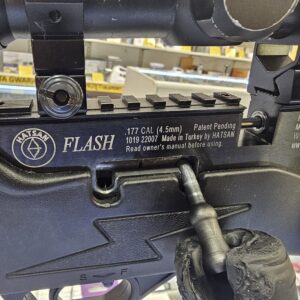 HATSAN
FLASH
.177 CAL (4.5mm) Patent Pending
1019 22007 Made in Turkey by HATSAN
Read owner's manual before using.
S F